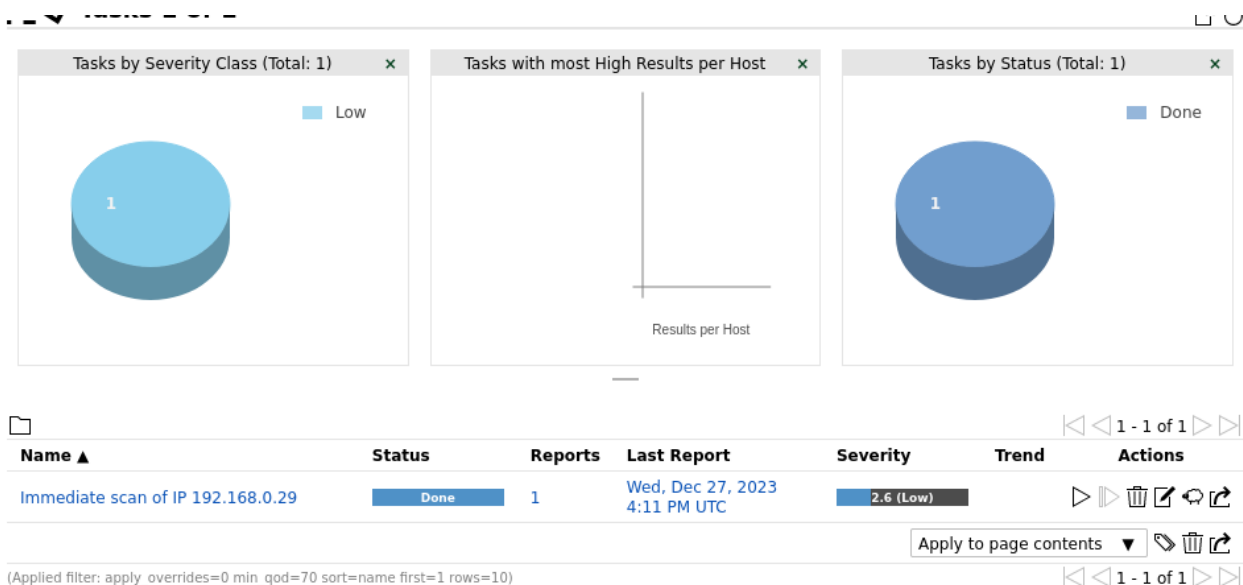 Tasks 1 of 1
Tasks by Severity Class (Total: 1) ×
Low
1
Tasks with most High Results per Host ×
Results per Host
Tasks by Status (Total: 1) ×
Done
1
1 - 1 of 1
Name ▲ Status Reports Last Report Severity Trend Actions
Immediate scan of IP 192.168.0.29 Done 1 Wed, Dec 27, 2023 2.6 (Low)
4:11 PM UTC
Apply to page contents ▼
(Applied filter: apply_overrides=0 min_qod=70 sort=name first=1 rows=10) 1 - 1 of 1